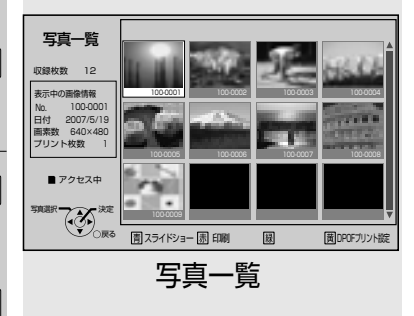 写真一覧
収録枚数 12
表示中の画像情報
No. 100-0001
日付 2007/5/19
画素数 640×480
プリント枚数 1
■ アクセス中
写真選択 決定
戻る
100-0001 100-0002 100-0003 100-0004
100-0005 100-0006 100-0007 100-0008
100-0009
青 スライドショー 赤 印刷 緑 黄 DPOFプリント設定
写真一覧